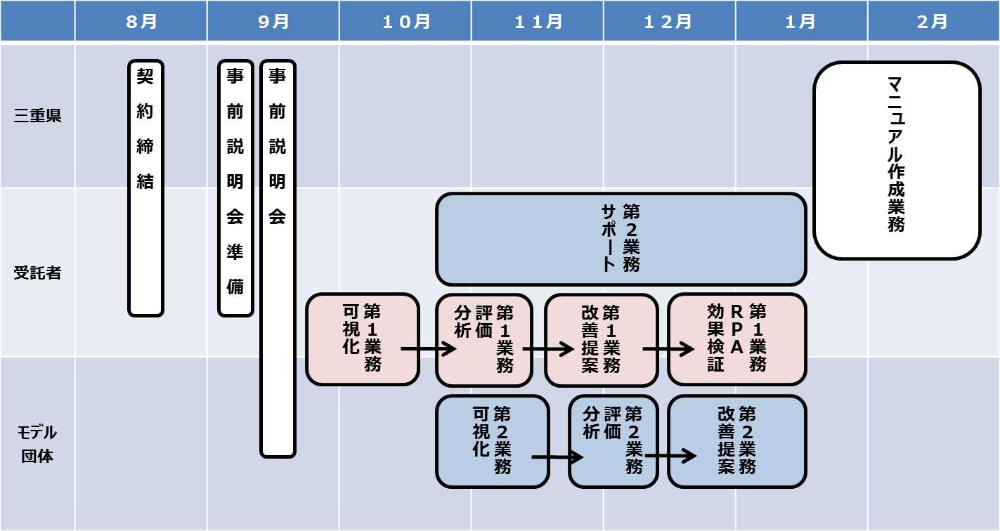 ８月
９月
１０月
１１月
１２月
１月
２月
三重県
契約締結
事前説明会準備
事前説明会
マニュアル作成業務
受託者
第２業務
サポート
第１業務
可視化
第１業務
評価
分析
第１業務
改善提案
第１業務
ＲＰＡ
効果検証
モデル
団体
第２業務
可視化
第２業務
評価
分析
第２業務
改善提案